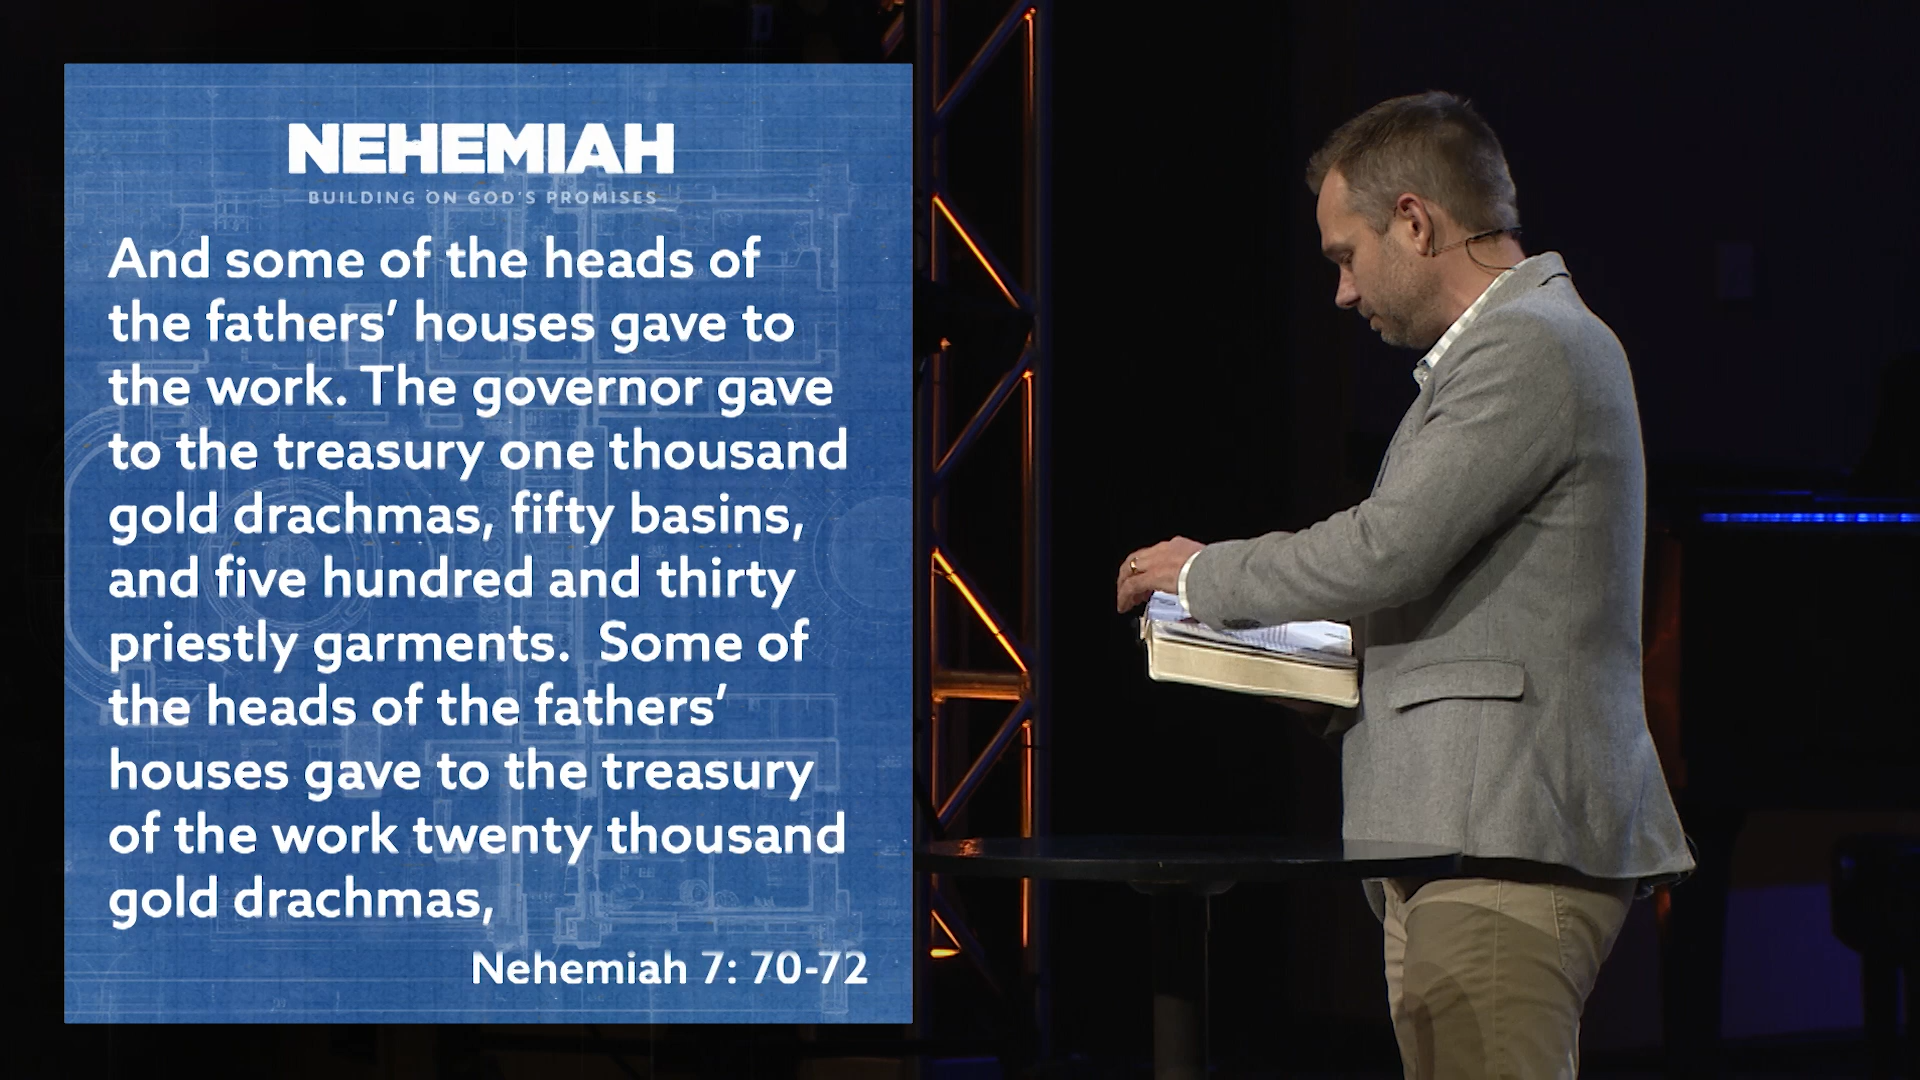 NEHEMIAH
BUILDING ON GOD'S PROMISES
And some of the heads of
the fathers’ houses gave to
the work. The governor gave
to the treasury one thousand
gold drachmas, fifty basins,
and five hundred and thirty
priestly garments.  Some of
the heads of the fathers’
houses gave to the treasury
of the work twenty thousand
gold drachmas,
Nehemiah 7: 70-72